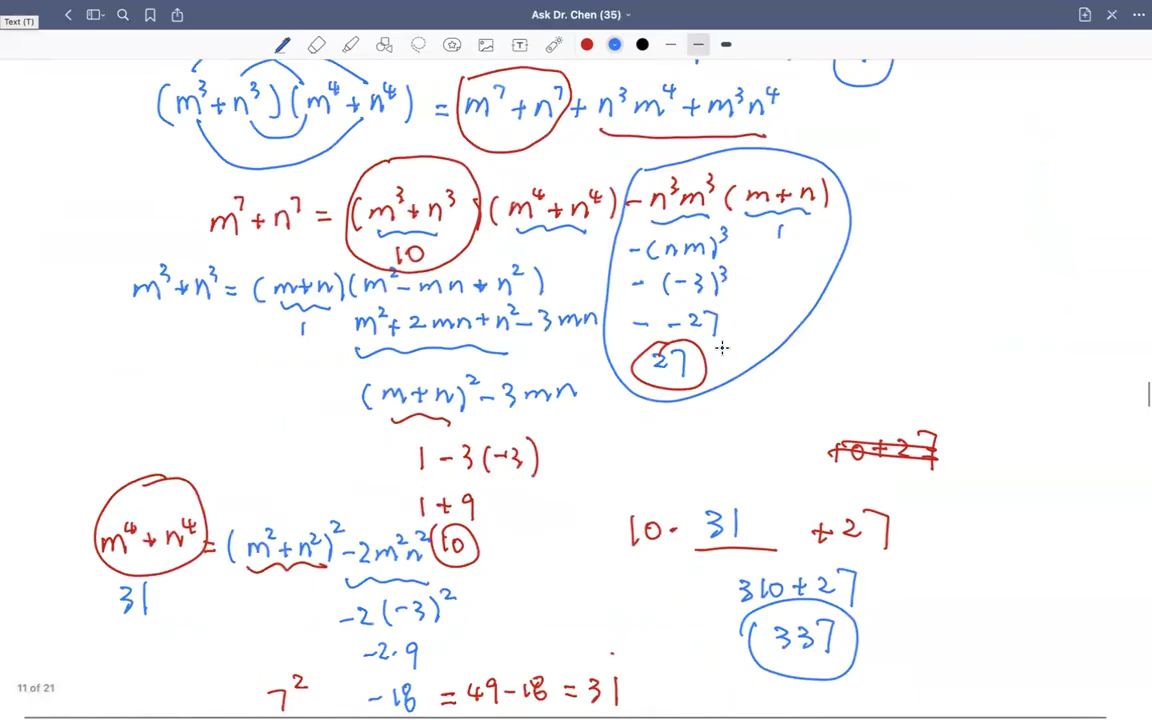 Text (T)
Ask Dr. Chen (35)
(m³+n³)(m⁴+n⁴) = m⁷+n⁷+n³m⁴+m³n⁴
m⁷+n⁷ = (m³+n³)(m⁴+n⁴) - n³m³(m+n)
10
1
-(nm)³
m³+n³ = (m+n)(m²-mn+n²)
- (-3)³
1
m²+2mn+n²-3mn
- -27
27
(m+n)²-3mn
1-3(-3)
10+27
1+9
m⁴+n⁴ = (m²+n²)²-2m²n²
10
10· 31 +27
31
-2(-3)²
310+27
-2·9
337
7² -18 = 49-18 = 31
11 of 21